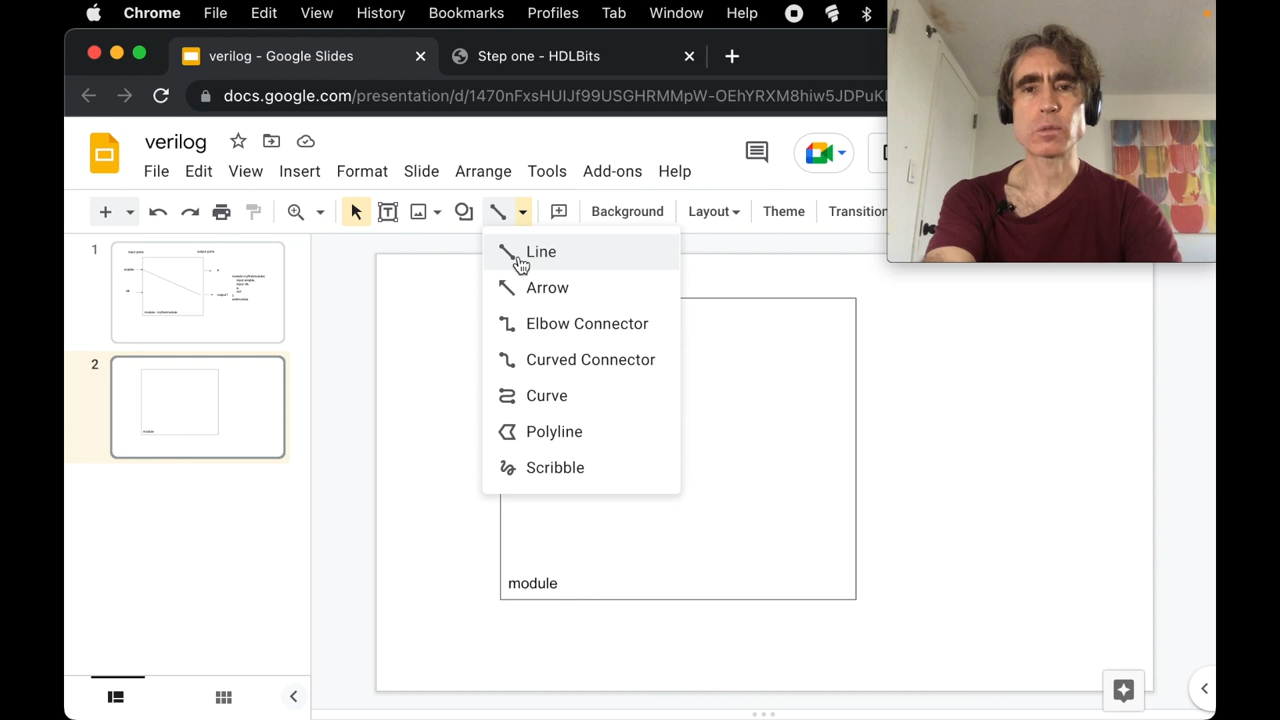 Chrome File Edit View History Bookmarks Profiles Tab Window Help
verilog - Google Slides
Step one - HDLBits
docs.google.com/presentation/d/1470nFxsHUIJf99USGHRMMpW-OEhYRXM8hiw5JDPuK
verilog
File Edit View Insert Format Slide Arrange Tools Add-ons Help
Background Layout Theme Transition
Line
Arrow
Elbow Connector
Curved Connector
Curve
Polyline
Scribble
1
2
module